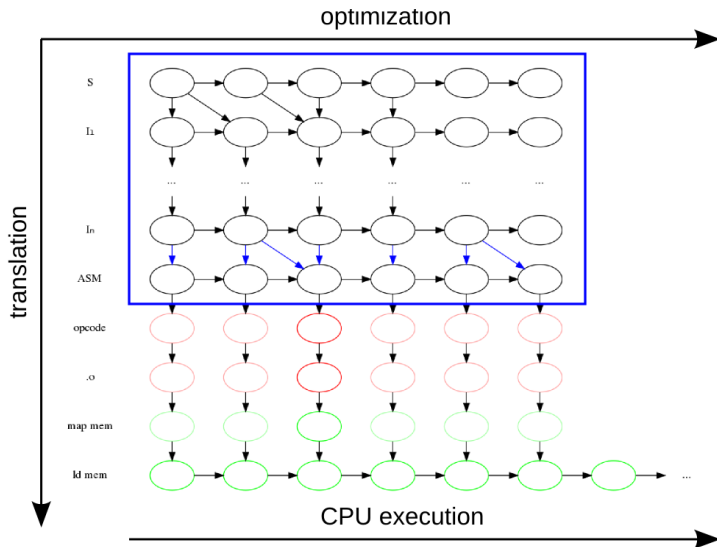 optimization
S
I₁
... ... ... ... ... ...
Iₙ
ASM
translation
opcode
.o
map mem
ld mem
...
CPU execution